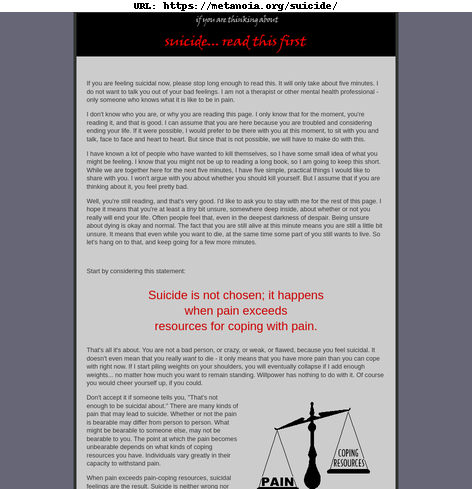 URL: https://metanoia.org/suicide/
if you are thinking about
suicide... read this first
If you are feeling suicidal now, please stop long enough to read this. It will only take about five minutes. I
do not want to talk you out of your bad feelings. I am not a therapist or other mental health professional -
only someone who knows what it is like to be in pain.
I don't know who you are, or why you are reading this page. I only know that for the moment, you're
reading it, and that is good. I can assume that you are here because you are troubled and considering
ending your life. If it were possible, I would prefer to be there with you at this moment, to sit with you and
talk, face to face and heart to heart. But since that is not possible, we will have to make do with this.
I have known a lot of people who have wanted to kill themselves, so I have some small idea of what you
might be feeling. I know that you might not be up to reading a long book, so I am going to keep this short.
While we are together here for the next five minutes, I have five simple, practical things I would like to
share with you. I won't argue with you about whether you should kill yourself. But I assume that if you are
thinking about it, you feel pretty bad.
Well, you're still reading, and that's very good. I'd like to ask you to stay with me for the rest of this page. I
hope it means that you're at least a tiny bit unsure, somewhere deep inside, about whether or not you
really will end your life. Often people feel that, even in the deepest darkness of despair. Being unsure
about dying is okay and normal. The fact that you are still alive at this minute means you are still a little bit
unsure. It means that even while you want to die, at the same time some part of you still wants to live. So
let's hang on to that, and keep going for a few more minutes.
Start by considering this statement:
Suicide is not chosen; it happens
when pain exceeds
resources for coping with pain.
That's all it's about. You are not a bad person, or crazy, or weak, or flawed, because you feel suicidal. It
doesn't even mean that you really want to die - it only means that you have more pain than you can cope
with right now. If I start piling weights on your shoulders, you will eventually collapse if I add enough
weights... no matter how much you want to remain standing. Willpower has nothing to do with it. Of course
you would cheer yourself up, if you could.
Don't accept it if someone tells you, "That's not
enough to be suicidal about." There are many kinds of
pain that may lead to suicide. Whether or not the pain
is bearable may differ from person to person. What
might be bearable to someone else, may not be
bearable to you. The point at which the pain becomes
unbearable depends on what kinds of coping
resources you have. Individuals vary greatly in their
capacity to withstand pain.
COPING
RESOURCES
PAIN
When pain exceeds pain-coping resources, suicidal
feelings are the result. Suicide is neither wrong nor